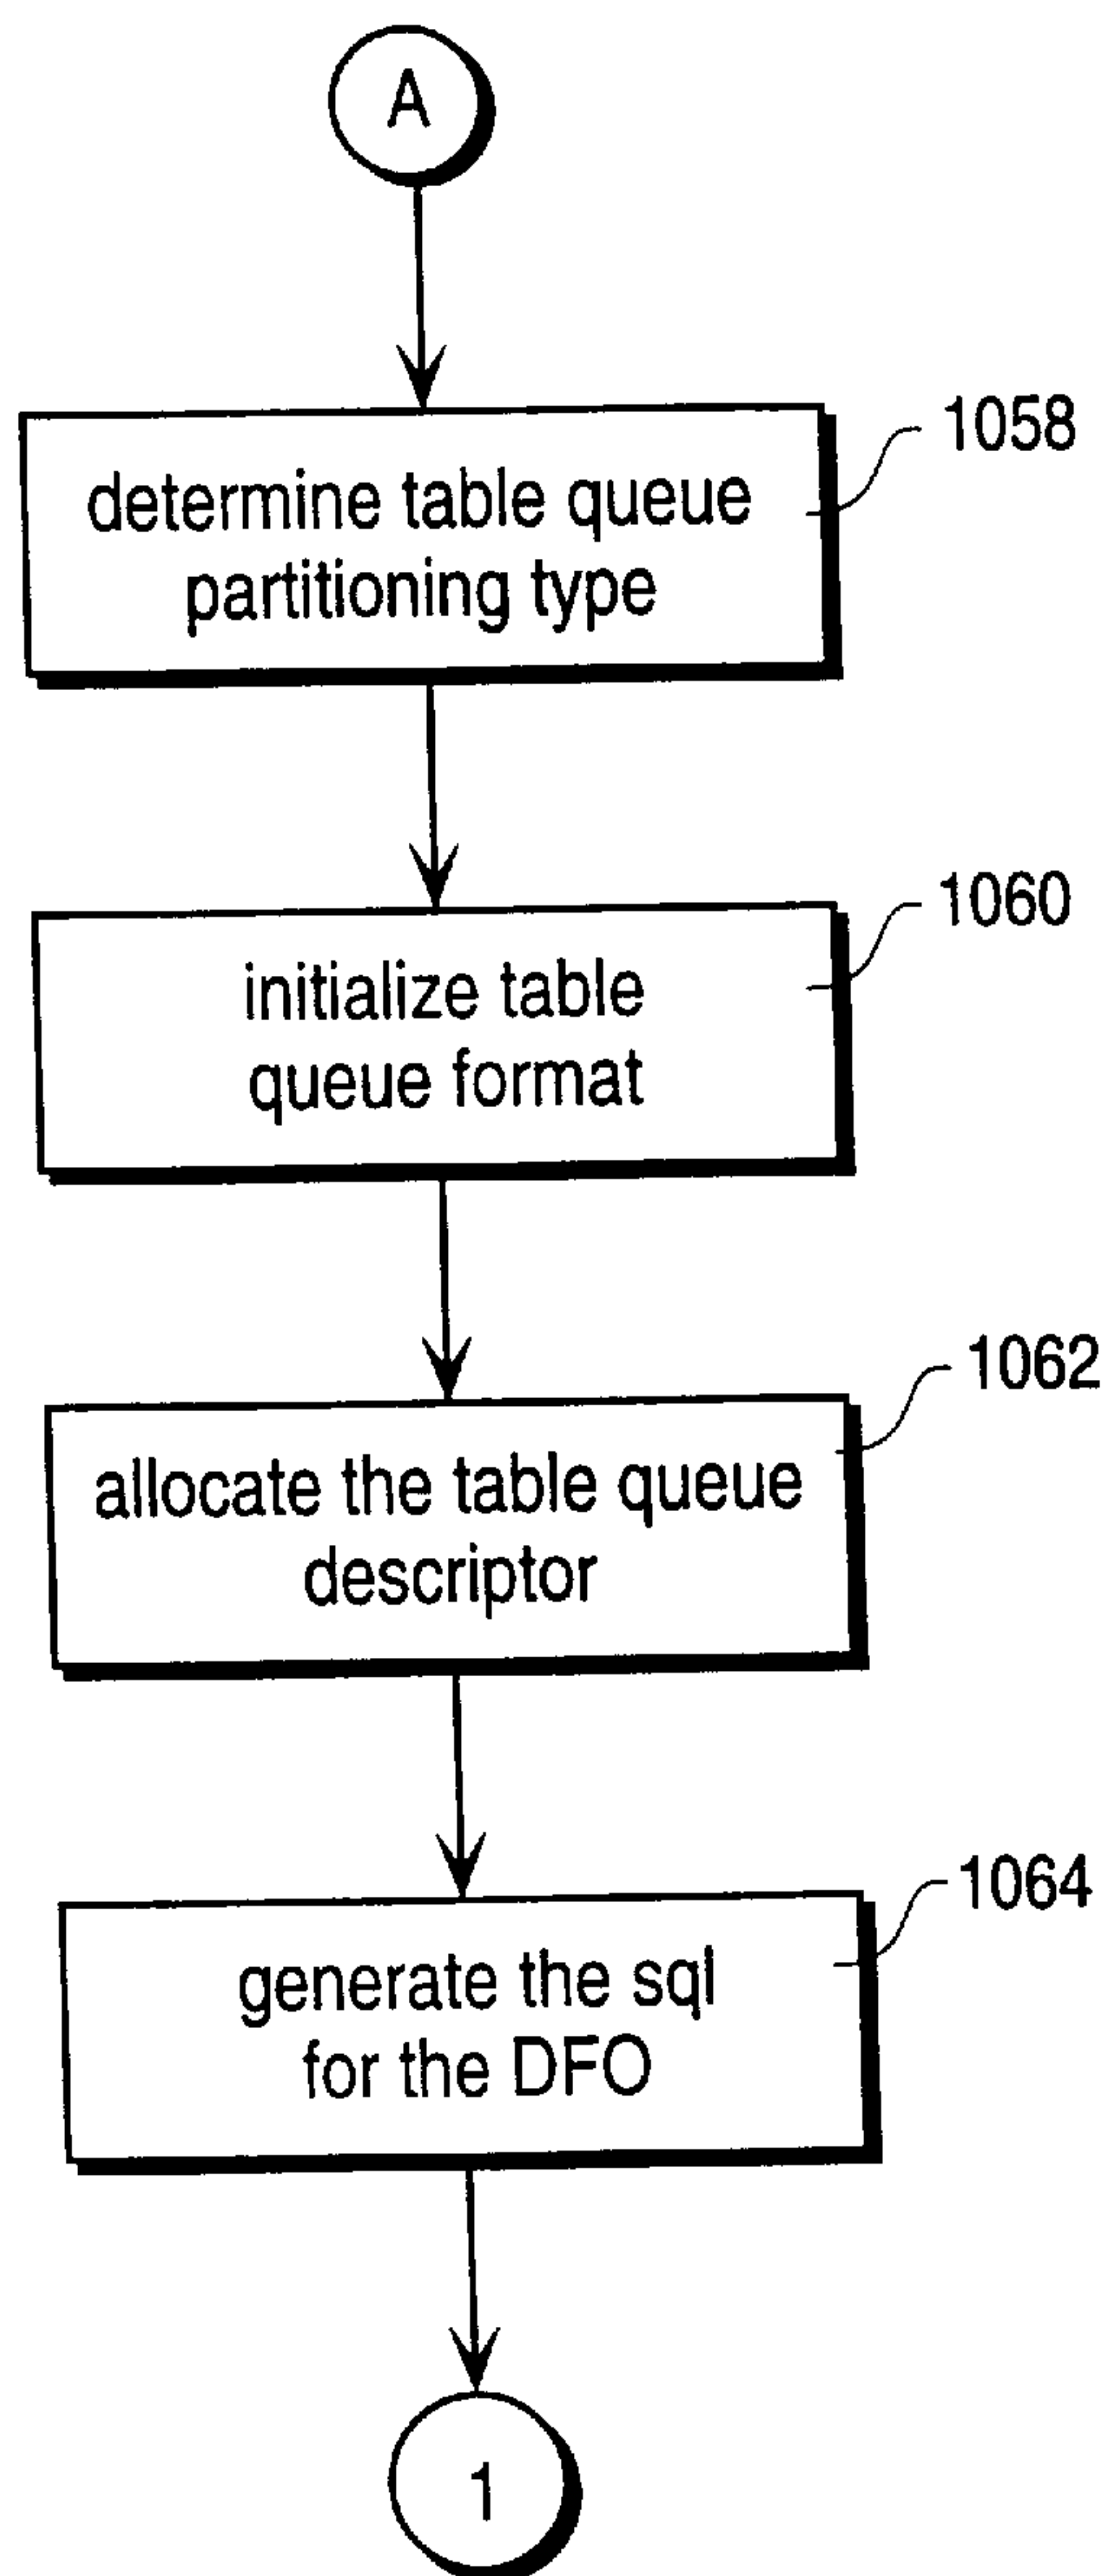 A
1058
determine table queue
partitioning type
1060
initialize table
queue format
1062
allocate the table queue
descriptor
1064
generate the sql
for the DFO
1